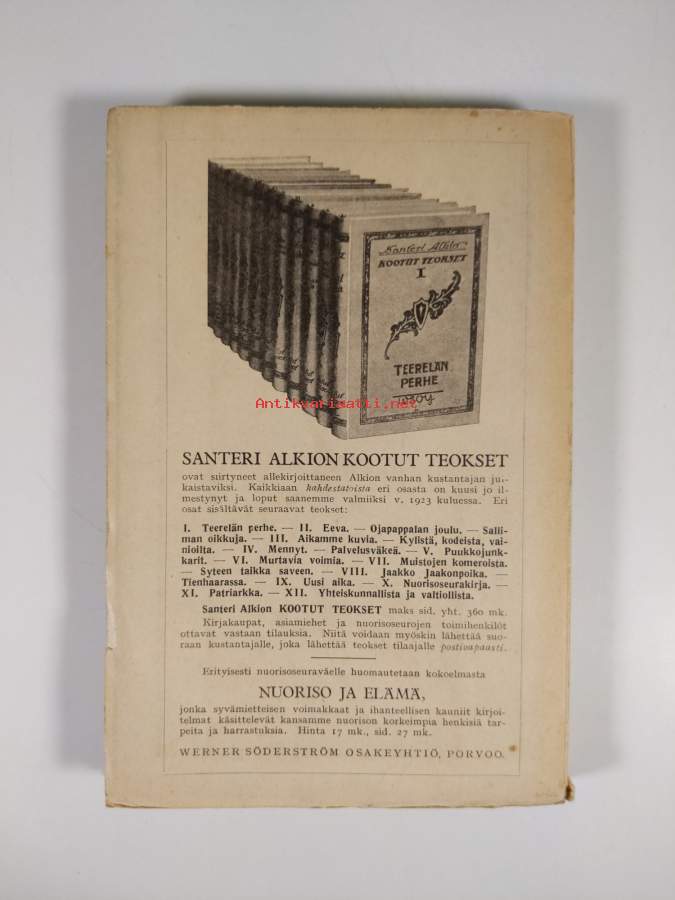 Santeri Alkio
KOOTUT TEOKSET
I
TEERELÄN
PERHE
WSOY
Antikvariaatti.net
SANTERI ALKION KOOTUT TEOKSET
ovat siirtyneet allekirjoittaneen Alkion vanhan kustantajan jul-
kaistaviksi. Kaikkiaan kahdestatoista eri osasta on kuusi jo il-
mestynyt ja loput saanemme valmiiksi v. 1923 kuluessa. Eri
osat sisältävät seuraavat teokset:
I. Teerelän perhe. — II. Eeva. — Ojapappalan joulu. — Salli-
man oikkuja. — III. Aikamme kuvia. — Kylistä, kodeista, vai-
nioilta. — IV. Mennyt. — Palvelusväkeä. — V. Puukkojunk-
karit. — VI. Murtavia voimia. — VII. Muistojen komeroista.
— Syteen taikka saveen. — VIII. Jaakko Jaakonpoika. —
Tienhaarassa. — IX. Uusi aika. — X. Nuorisoseurakirja. —
XI. Patriarkka. — XII. Yhteiskunnallista ja valtiollista.
Santeri Alkion KOOTUT TEOKSET maks sid. yht. 360 mk.
Kirjakaupat, asiamiehet ja nuorisoseurojen toimihenkilöt
ottavat vastaan tilauksia. Niitä voidaan myöskin lähettää suo-
raan kustantajalle, joka lähettää teokset tilaajalle postivapaasti.
Erityisesti nuorisoseuraväelle huomautetaan kokoelmasta
NUORISO JA ELÄMÄ,
jonka syvämietteisen voimakkaat ja ihanteellisen kauniit kirjoi-
telmat käsittelevät kansamme nuorison korkeimpia henkisiä tar-
peita ja harrastuksia. Hinta 17 mk., sid. 27 mk.
WERNER SÖDERSTRÖM OSAKEYHTIÖ, PORVOO.